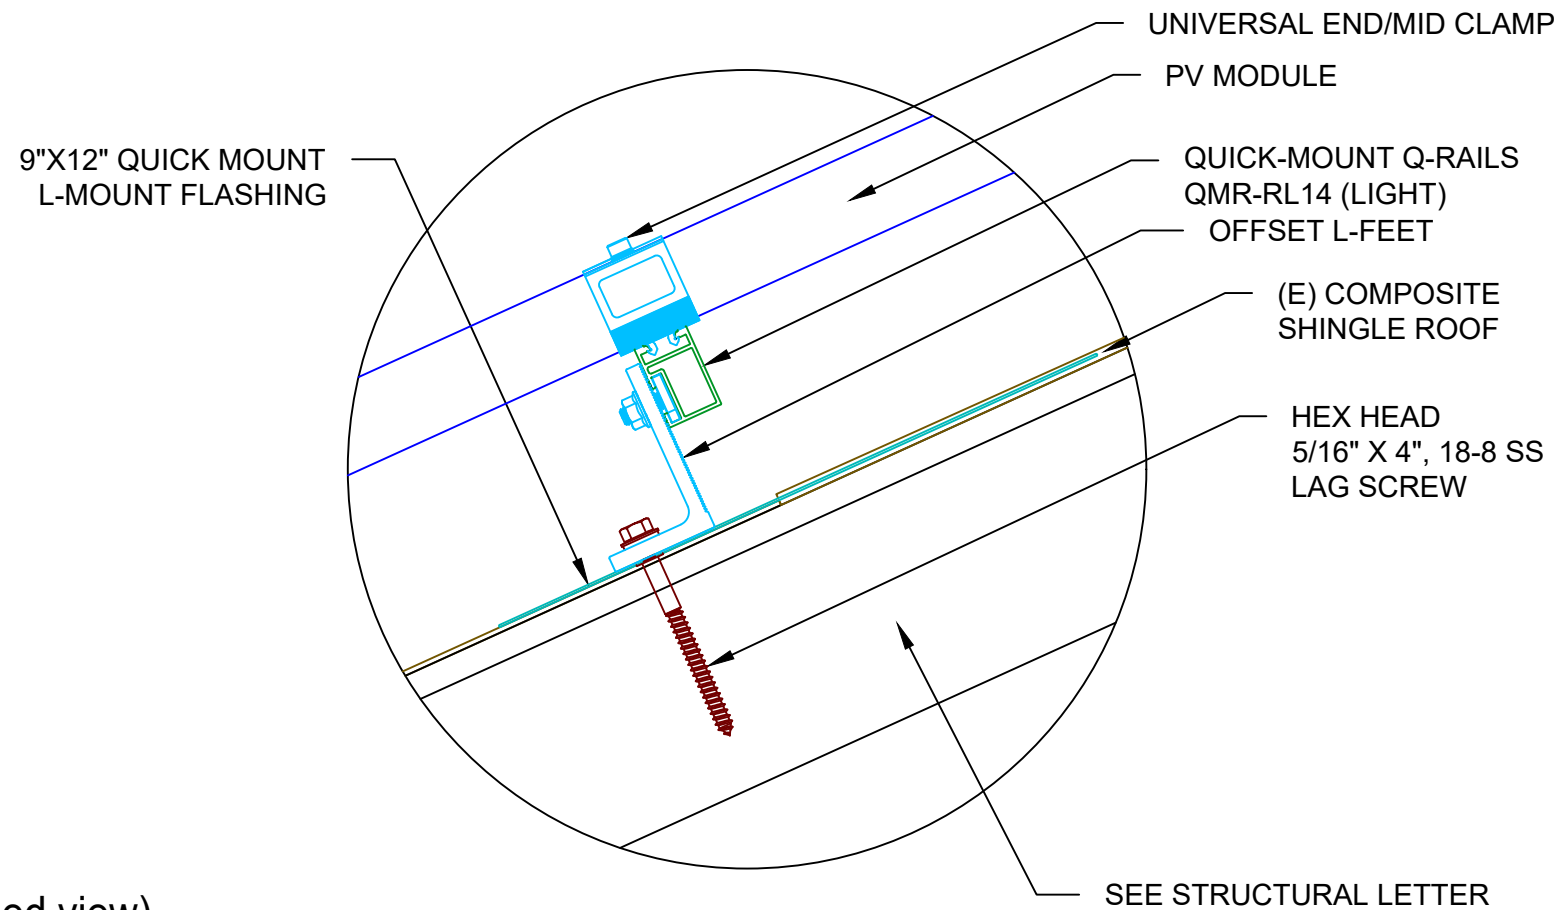 UNIVERSAL END/MID CLAMP
PV MODULE
9"X12" QUICK MOUNT
L-MOUNT FLASHING
QUICK-MOUNT Q-RAILS
QMR-RL14 (LIGHT)
OFFSET L-FEET
(E) COMPOSITE
SHINGLE ROOF
HEX HEAD
5/16" X 4", 18-8 SS
LAG SCREW
SEE STRUCTURAL LETTER
view)